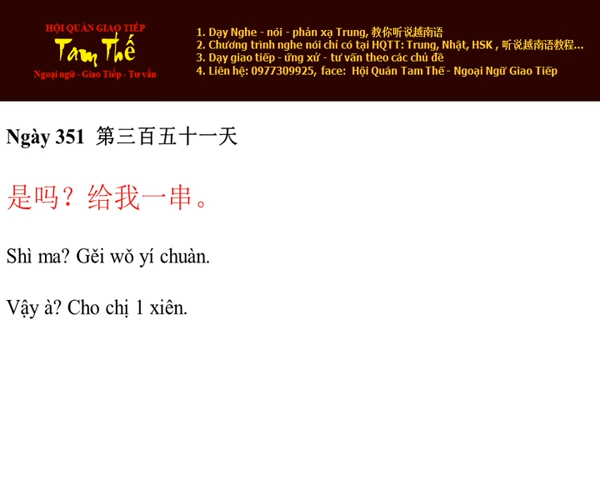 HỘI QUÁN GIAO TIẾP
Tam Thế
Ngoại ngữ - Giao Tiếp - Tư vấn
1. Dạy Nghe - nói - phản xạ Trung, 教你听说越南语
2. Chương trình nghe nói chỉ có tại HQTT: Trung, Nhật, HSK , 听说越南语教程...
3. Dạy giao tiếp - ứng xử - tư vấn theo các chủ đề
4. Liên hệ: 0977309925, face: Hội Quán Tam Thế - Ngoại Ngữ Giao Tiếp
Ngày 351 第三百五十一天
是吗？给我一串。
Shì ma? Gěi wǒ yí chuàn.
Vậy à? Cho chị 1 xiên.